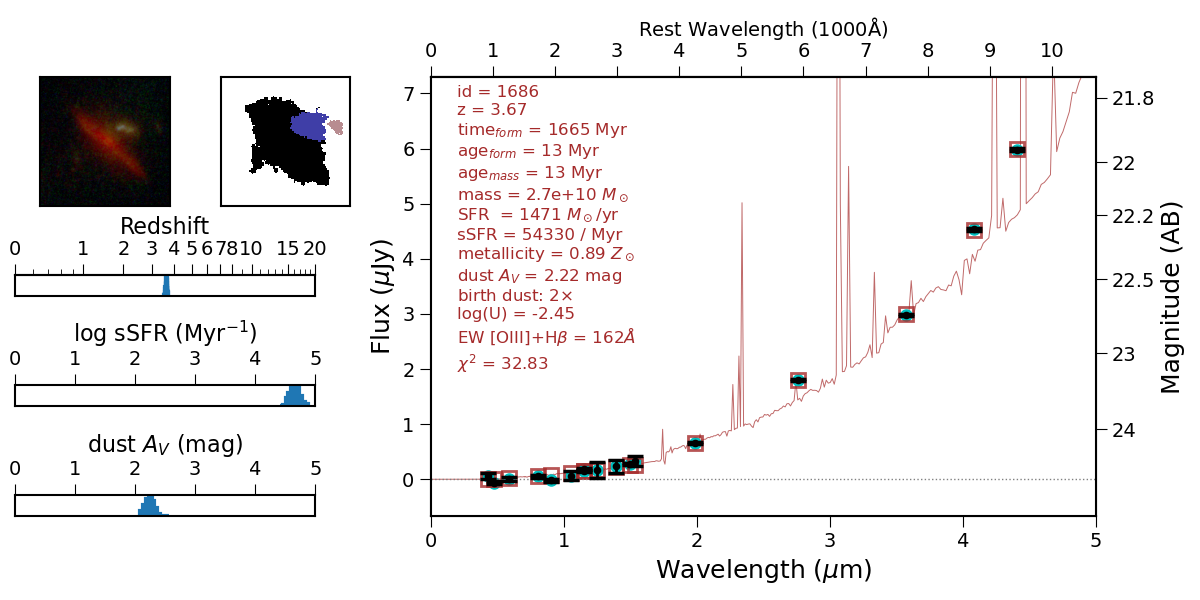 Redshift
0 1 2 3 4 5 6 7 8 10 15 20
log sSFR (Myr⁻¹)
0 1 2 3 4 5
dust A_V (mag)
0 1 2 3 4 5
Rest Wavelength (1000Å)
0 1 2 3 4 5 6 7 8 9 10
id = 1686
z = 3.67
time_form = 1665 Myr
age_form = 13 Myr
age_mass = 13 Myr
mass = 2.7e+10 M_⊙
SFR = 1471 M_⊙/yr
sSFR = 54330 / Myr
metallicity = 0.89 Z_⊙
dust A_V = 2.22 mag
birth dust: 2×
log(U) = -2.45
EW [OIII]+Hβ = 162Å
χ² = 32.83
Flux (μJy)
7
6
5
4
3
2
1
0
0 1 2 3 4 5
Wavelength (μm)
21.8
22
22.2
22.5
23
24
Magnitude (AB)